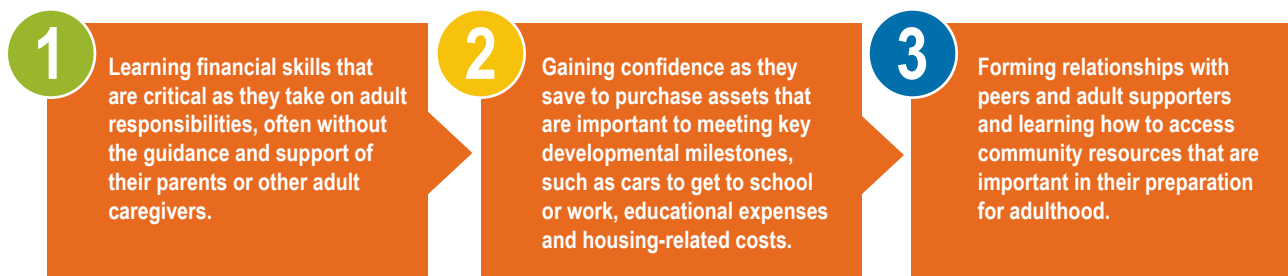 1
Learning financial skills that
are critical as they take on adult
responsibilities, often without
the guidance and support of
their parents or other adult
caregivers.
2
Gaining confidence as they
save to purchase assets that
are important to meeting key
developmental milestones,
such as cars to get to school
or work, educational expenses
and housing-related costs.
3
Forming relationships with
peers and adult supporters
and learning how to access
community resources that are
important in their preparation
for adulthood.